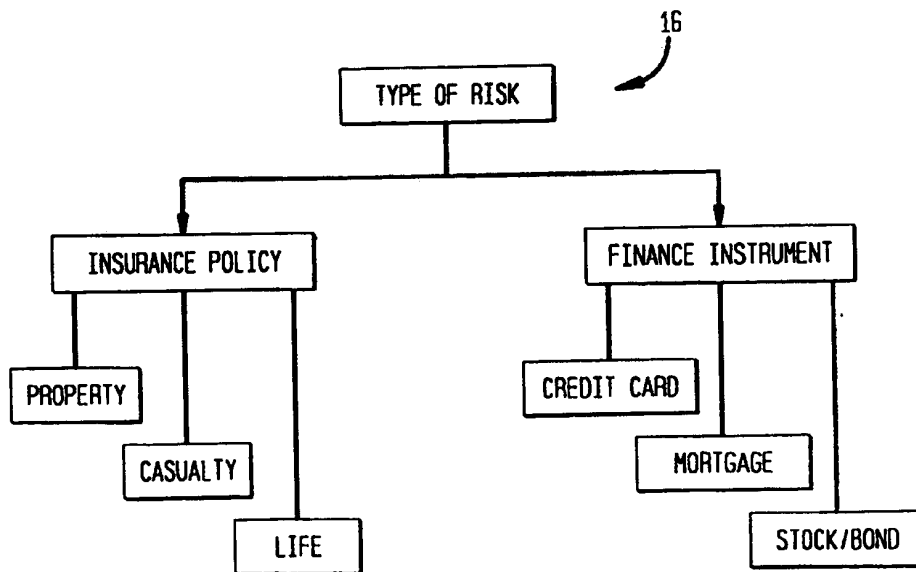 16
TYPE OF RISK
INSURANCE POLICY
FINANCE INSTRUMENT
PROPERTY
CREDIT CARD
CASUALTY
MORTGAGE
LIFE
STOCK/BOND